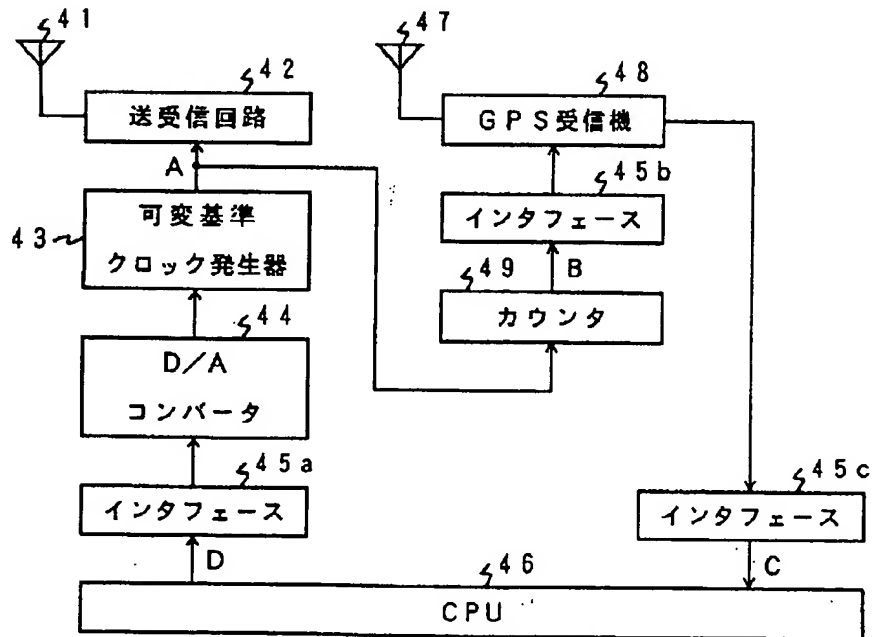 41
42
送受信回路
A
43
可変基準
クロック発生器
44
D/A
コンバータ
45a
インタフェース
D
47
48
GPS受信機
45b
インタフェース
49
B
カウンタ
45c
インタフェース
C
46
CPU